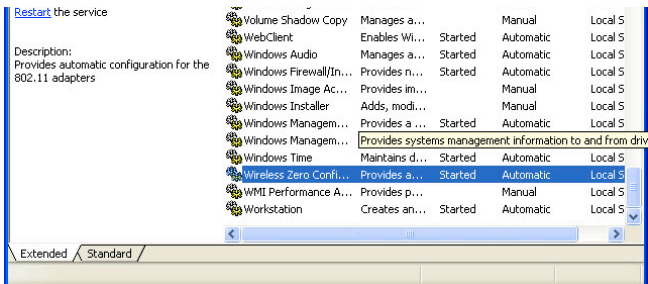 Restart the service
Description:
Provides automatic configuration for the
802.11 adapters
Volume Shadow Copy Manages a... Manual Local S
WebClient Enables Wi... Started Automatic Local S
Windows Audio Manages a... Started Automatic Local S
Windows Firewall/In... Provides n... Started Automatic Local S
Windows Image Ac... Provides im... Manual Local S
Windows Installer Adds, modi... Manual Local S
Windows Managem... Provides a ... Started Automatic Local S
Windows Managem... Provides systems management information to and from driv
Windows Time Maintains d... Started Automatic Local S
Wireless Zero Confi... Provides a... Started Automatic Local S
WMI Performance A... Provides p... Manual Local S
Workstation Creates an... Started Automatic Local S
Extended Standard